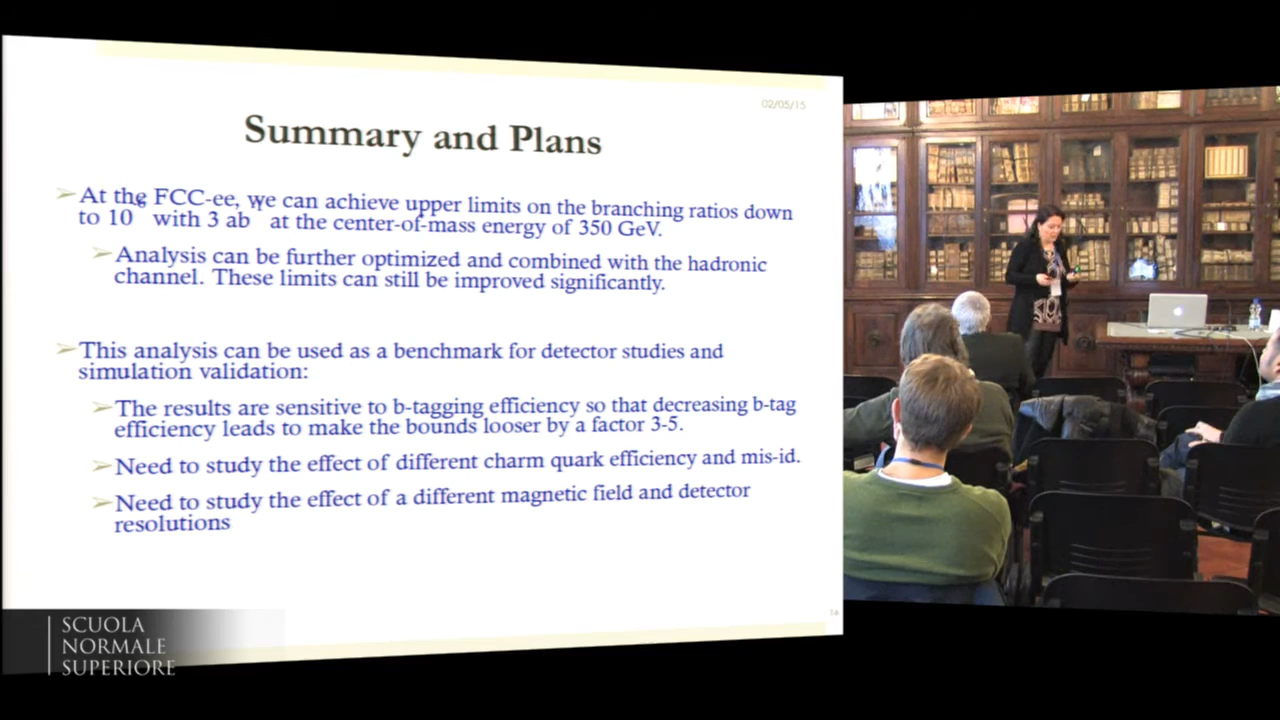 02/05/15
Summary and Plans
At the FCC-ee, we can achieve upper limits on the branching ratios down
to 10 with 3 ab at the center-of-mass energy of 350 GeV.
Analysis can be further optimized and combined with the hadronic
channel. These limits can still be improved significantly.
This analysis can be used as a benchmark for detector studies and
simulation validation:
The results are sensitive to b-tagging efficiency so that decreasing b-tag
efficiency leads to make the bounds looser by a factor 3-5.
Need to study the effect of different charm quark efficiency and mis-id.
Need to study the effect of a different magnetic field and detector
resolutions
SCUOLA
NORMALE
SUPERIORE